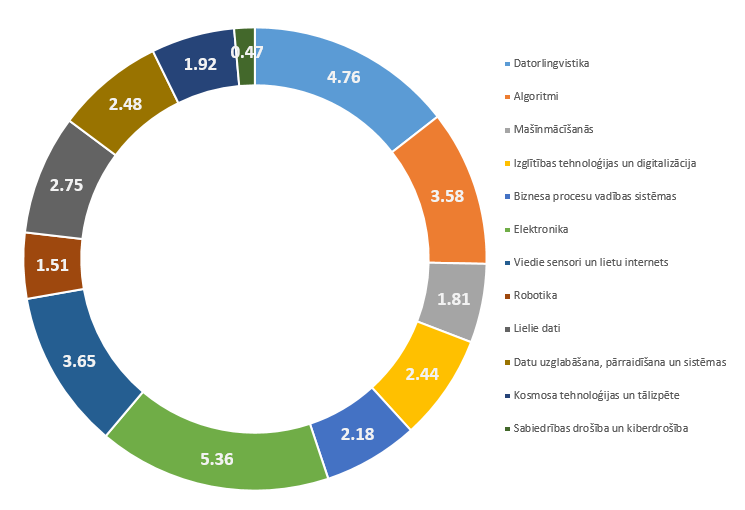 4.76
3.58
1.81
2.44
2.18
5.36
3.65
1.51
2.75
2.48
1.92
0.47
Datorlingvistika
Algoritmi
Mašīnmācīšanās
Izglītības tehnoloģijas un digitalizācija
Biznesa procesu vadības sistēmas
Elektronika
Viedie sensori un lietu internets
Robotika
Lielie dati
Datu uzglabāšana, pārraidīšana un sistēmas
Kosmosa tehnoloģijas un tālizpēte
Sabiedrības drošība un kiberdrošība